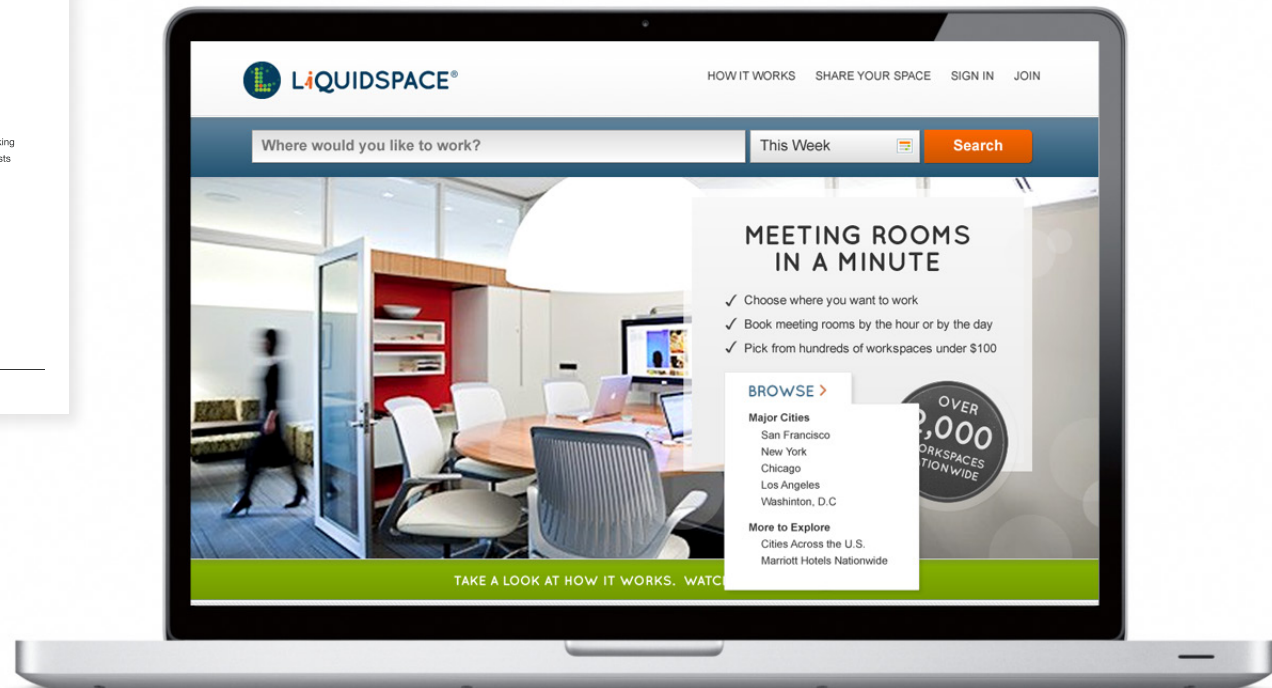 LiQUIDSPACE®
HOW IT WORKS SHARE YOUR SPACE SIGN IN JOIN
Where would you like to work?
This Week
Search
MEETING ROOMS
IN A MINUTE
✓ Choose where you want to work
✓ Book meeting rooms by the hour or by the day
✓ Pick from hundreds of workspaces under $100
BROWSE >
Major Cities
San Francisco
New York
Chicago
Los Angeles
Washinton, D.C
More to Explore
Cities Across the U.S.
Marriott Hotels Nationwide
OVER
,000
TAKE A LOOK AT HOW IT WORKS.